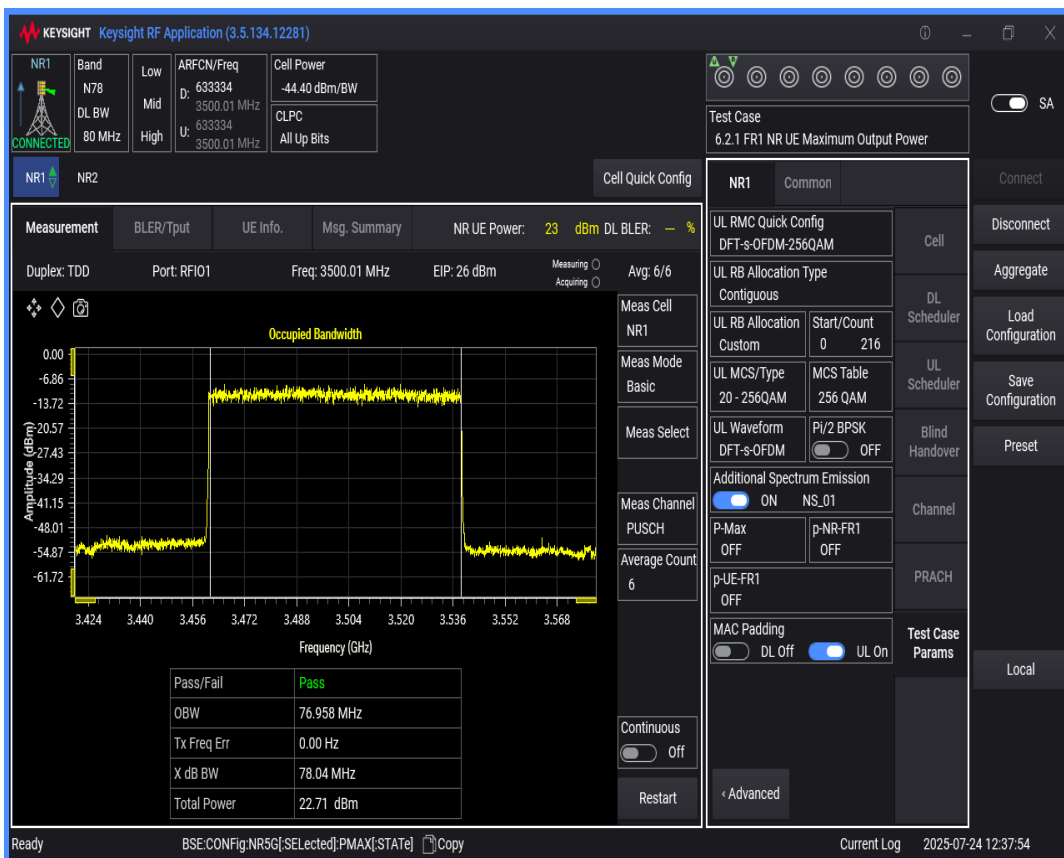 KEYSIGHT Keysight RF Application (3.5.134.12281)
NR1
CONNECTED
Band
N78
DL BW
80 MHz
Low
Mid
High
ARFCN/Freq
D: 633334
3500.01 MHz
U: 633334
3500.01 MHz
Cell Power
-44.40 dBm/BW
CLPC
All Up Bits
Test Case
6.2.1 FR1 NR UE Maximum Output Power
SA
NR1
NR2
Cell Quick Config
Measurement
BLER/Tput
UE Info.
Msg. Summary
NR UE Power: 23 dBm DL BLER: — %
Duplex: TDD
Port: RFIO1
Freq: 3500.01 MHz
EIP: 26 dBm
Measuring
Acquiring
Avg: 6/6
Occupied Bandwidth
Amplitude (dBm)
0.00
-6.86
-13.72
-20.57
-27.43
-34.29
-41.15
-48.01
-54.87
-61.72
3.424 3.440 3.456 3.472 3.488 3.504 3.520 3.536 3.552 3.568
Frequency (GHz)
Pass/Fail Pass
OBW 76.958 MHz
Tx Freq Err 0.00 Hz
X dB BW 78.04 MHz
Total Power 22.71 dBm
Meas Cell
NR1
Meas Mode
Basic
Meas Select
Meas Channel
PUSCH
Average Count
6
Continuous
Off
Restart
NR1
Common
UL RMC Quick Config
DFT-s-OFDM-256QAM
UL RB Allocation Type
Contiguous
UL RB Allocation
Custom
Start/Count
0 216
UL MCS/Type
20 - 256QAM
MCS Table
256 QAM
UL Waveform
DFT-s-OFDM
Pi/2 BPSK
OFF
Additional Spectrum Emission
ON NS_01
P-Max
OFF
p-NR-FR1
OFF
p-UE-FR1
OFF
MAC Padding
DL Off
UL On
‹ Advanced
Cell
DL
Scheduler
UL
Scheduler
Blind
Handover
Channel
PRACH
Test Case
Params
Connect
Disconnect
Aggregate
Load
Configuration
Save
Configuration
Preset
Local
Ready
BSE:CONFig:NR5G[:SELected]:PMAX[:STATe]
Copy
Current Log
2025-07-24 12:37:54